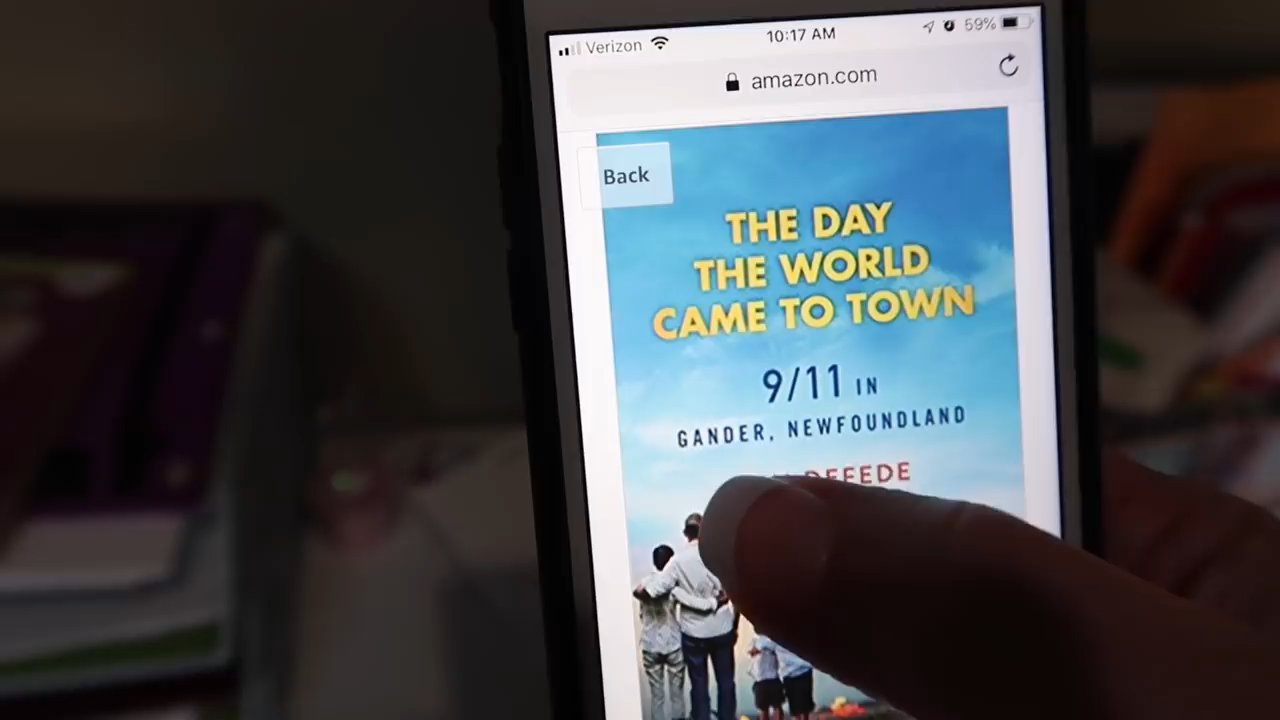 Verizon 10:17 AM 59%
amazon.com
Back
THE DAY
THE WORLD
CAME TO TOWN
9/11 IN
GANDER, NEWFOUNDLAND
DEFEDE